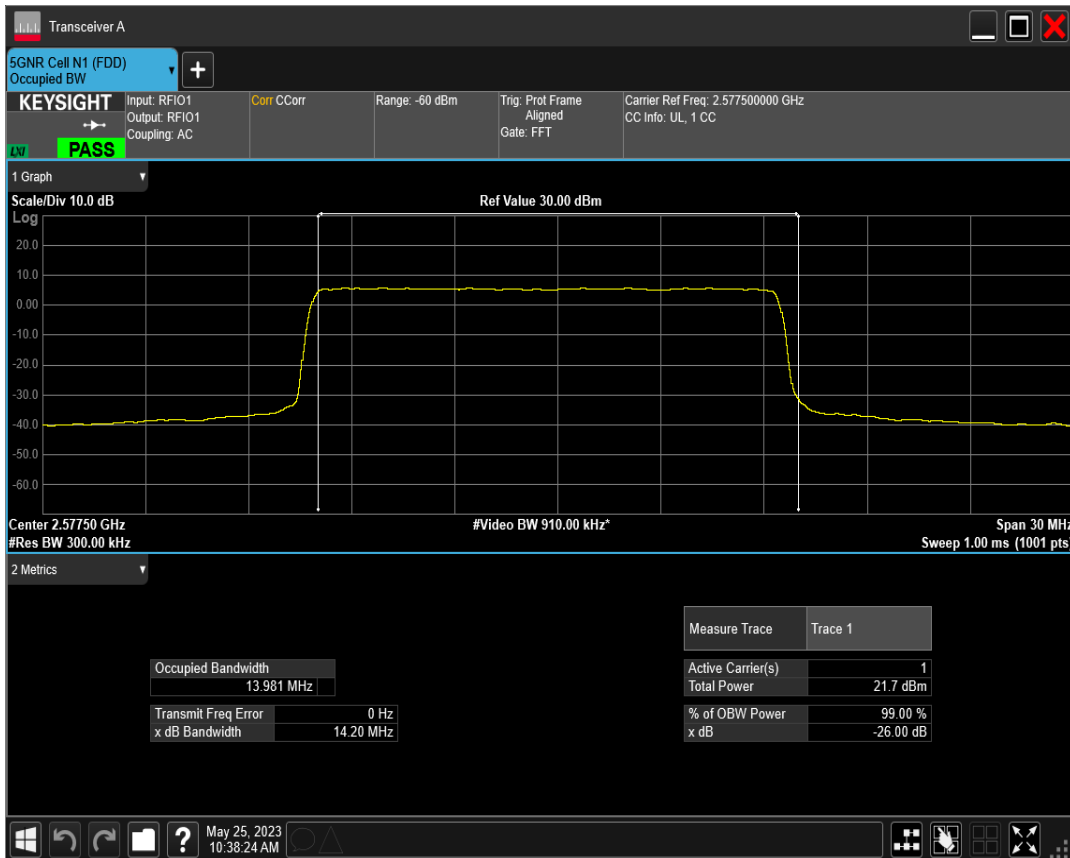 Transceiver A
5GNR Cell N1 (FDD)
Occupied BW
+
KEYSIGHT
LXI
PASS
Input: RFIO1
Output: RFIO1
Coupling: AC
Corr CCorr
Range: -60 dBm
Trig: Prot Frame
Aligned
Gate: FFT
Carrier Ref Freq: 2.577500000 GHz
CC Info: UL, 1 CC
1 Graph
Scale/Div 10.0 dB
Ref Value 30.00 dBm
Log
20.0
10.0
0.00
-10.0
-20.0
-30.0
-40.0
-50.0
-60.0
Center 2.57750 GHz
#Video BW 910.00 kHz*
Span 30 MHz
#Res BW 300.00 kHz
Sweep 1.00 ms (1001 pts)
2 Metrics
Measure Trace Trace 1
Occupied Bandwidth
13.981 MHz
Active Carrier(s) 1
Total Power 21.7 dBm
Transmit Freq Error 0 Hz
x dB Bandwidth 14.20 MHz
% of OBW Power 99.00 %
x dB -26.00 dB
?
May 25, 2023
10:38:24 AM